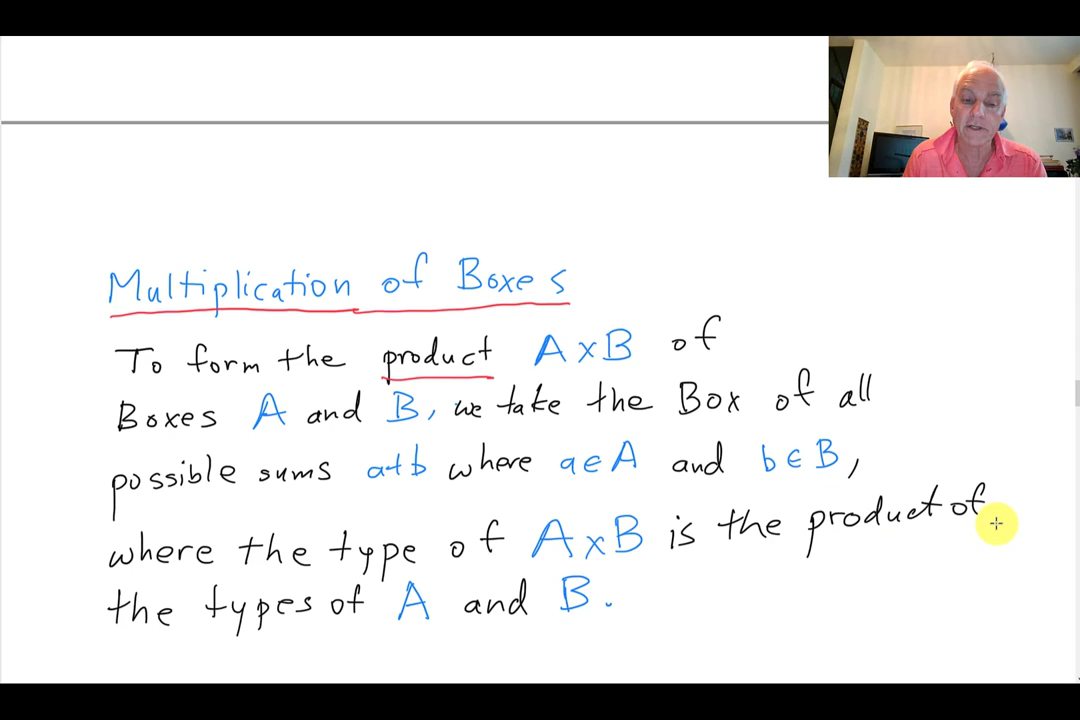 Multiplication of Boxes
To form the product A×B of
Boxes A and B, we take the Box of all
possible sums a+b where a∈A and b∈B,
where the type of A×B is the product of
the types of A and B.